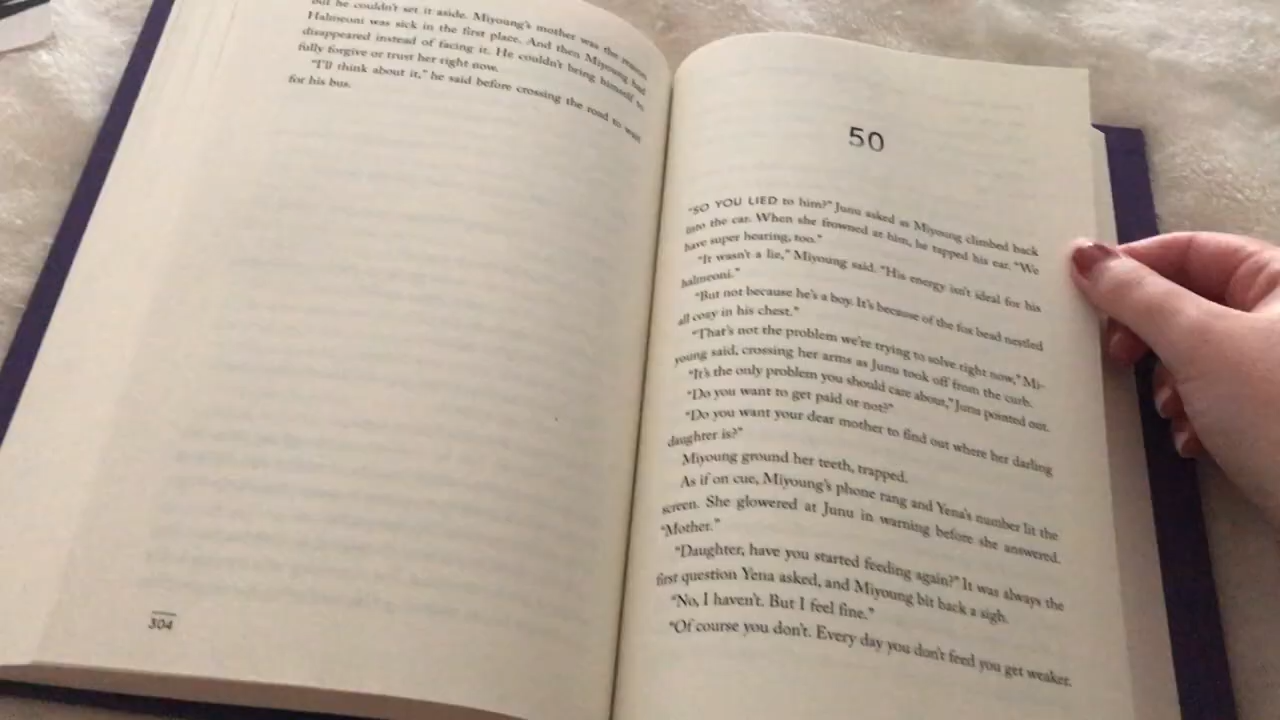 but he couldn't set it aside. Miyoung's mother was the reason
Halmeoni was sick in the first place. And then Miyoung had
disappeared instead of facing it. He couldn't bring himself to
fully forgive or trust her right now.
"I'll think about it," he said before crossing the road to wait
for his bus.
304
50
"SO YOU LIED to him?" Junu asked as Miyoung climbed back
into the car. When she frowned at him, he tapped his ear. "We
have super hearing, too."
"It wasn't a lie," Miyoung said. "His energy isn't ideal for his
halmeoni."
"But not because he's a boy. It's because of the fox bead nestled
all cozy in his chest."
"That's not the problem we're trying to solve right now," Mi-
young said, crossing her arms as Junu took off from the curb.
"It's the only problem you should care about," Junu pointed out.
"Do you want to get paid or not?"
"Do you want your dear mother to find out where her darling
daughter is?"
Miyoung ground her teeth, trapped.
As if on cue, Miyoung's phone rang and Yena's number lit the
screen. She glowered at Junu in warning before she answered.
"Mother."
"Daughter, have you started feeding again?" It was always the
first question Yena asked, and Miyoung bit back a sigh.
"No, I haven't. But I feel fine."
"Of course you don't. Every day you don't feed you get weaker.